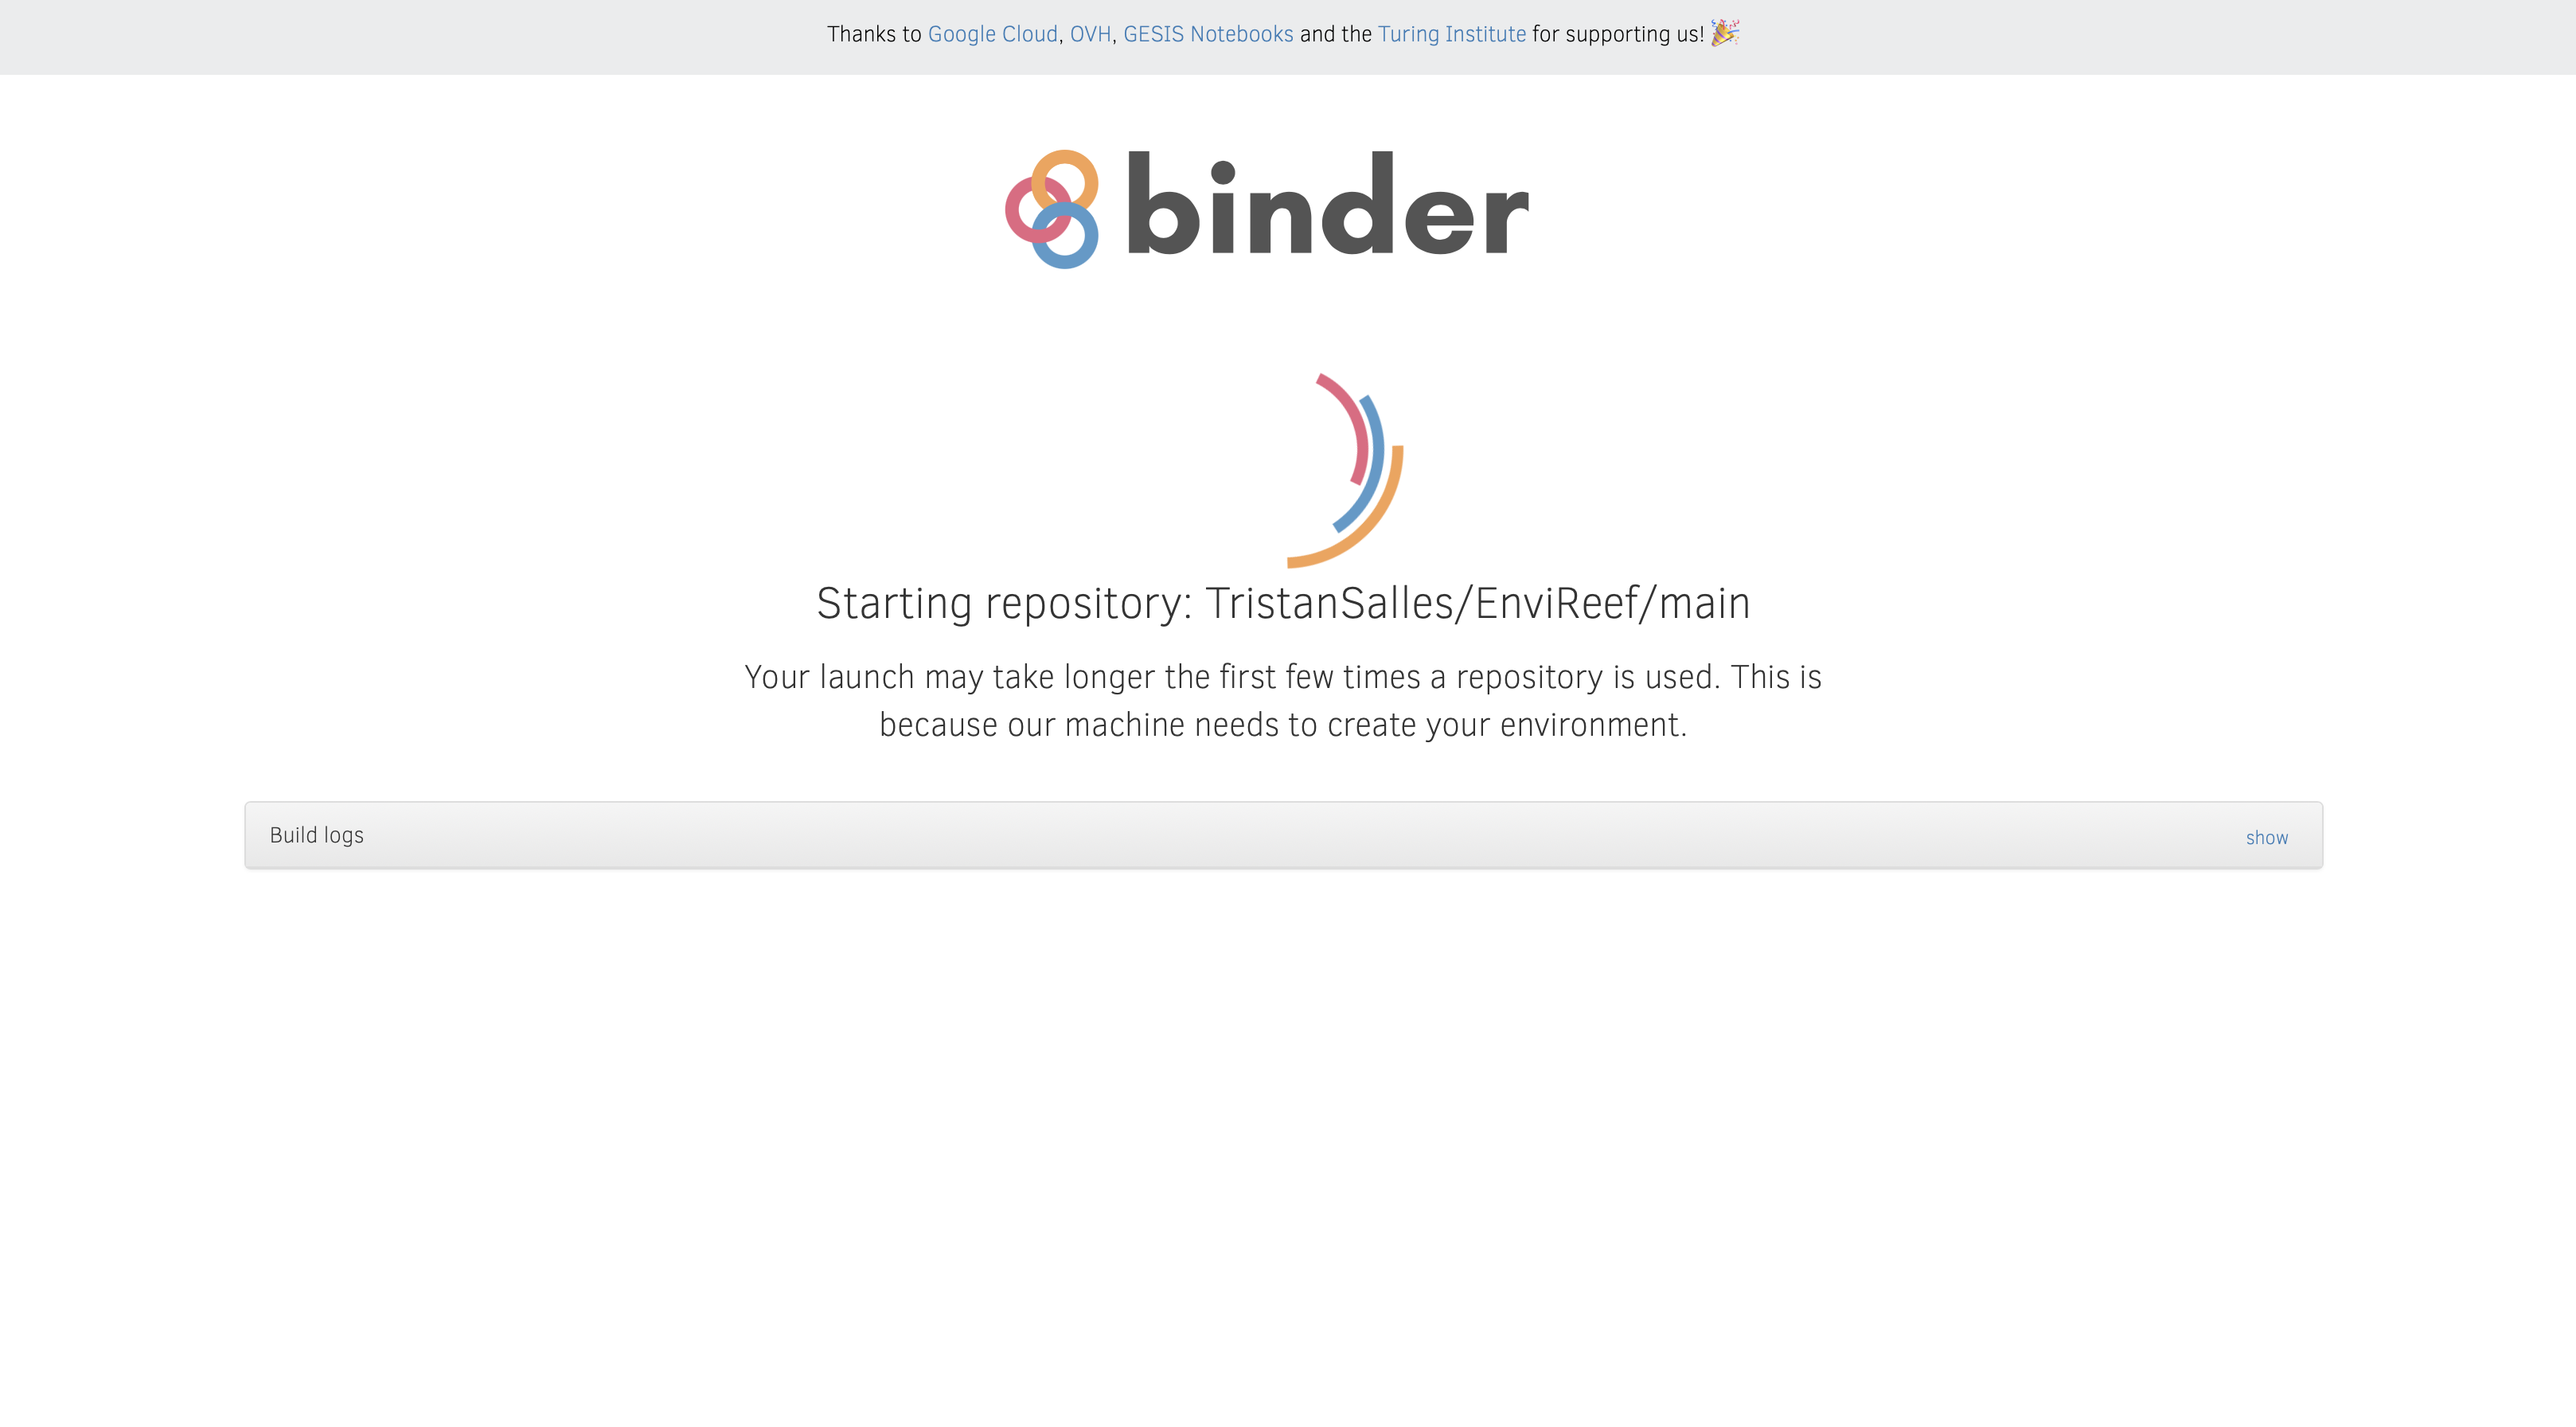 Thanks to Google Cloud, OVH, GESIS Notebooks and the Turing Institute for supporting us! 🎉
binder
Starting repository: TristanSalles/EnviReef/main
Your launch may take longer the first few times a repository is used. This is
because our machine needs to create your environment.
Build logs
show